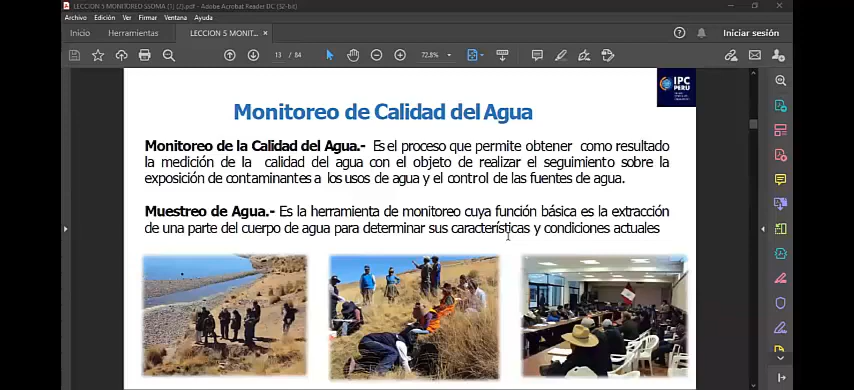 LECCION 5 MONITOREO SSOMA (1) (2).pdf - Adobe Acrobat Reader DC (32-bit)
Archivo Edición Ver Firmar Ventana Ayuda
Inicio Herramientas LECCION 5 MONIT... × Iniciar sesión
13 / 84 72.8%
IPC
PERU
Monitoreo de Calidad del Agua
Monitoreo de la Calidad del Agua.- Es el proceso que permite obtener como resultado
la medición de la calidad del agua con el objeto de realizar el seguimiento sobre la
exposición de contaminantes a los usos de agua y el control de las fuentes de agua.
Muestreo de Agua.- Es la herramienta de monitoreo cuya función básica es la extracción
de una parte del cuerpo de agua para determinar sus características y condiciones actuales